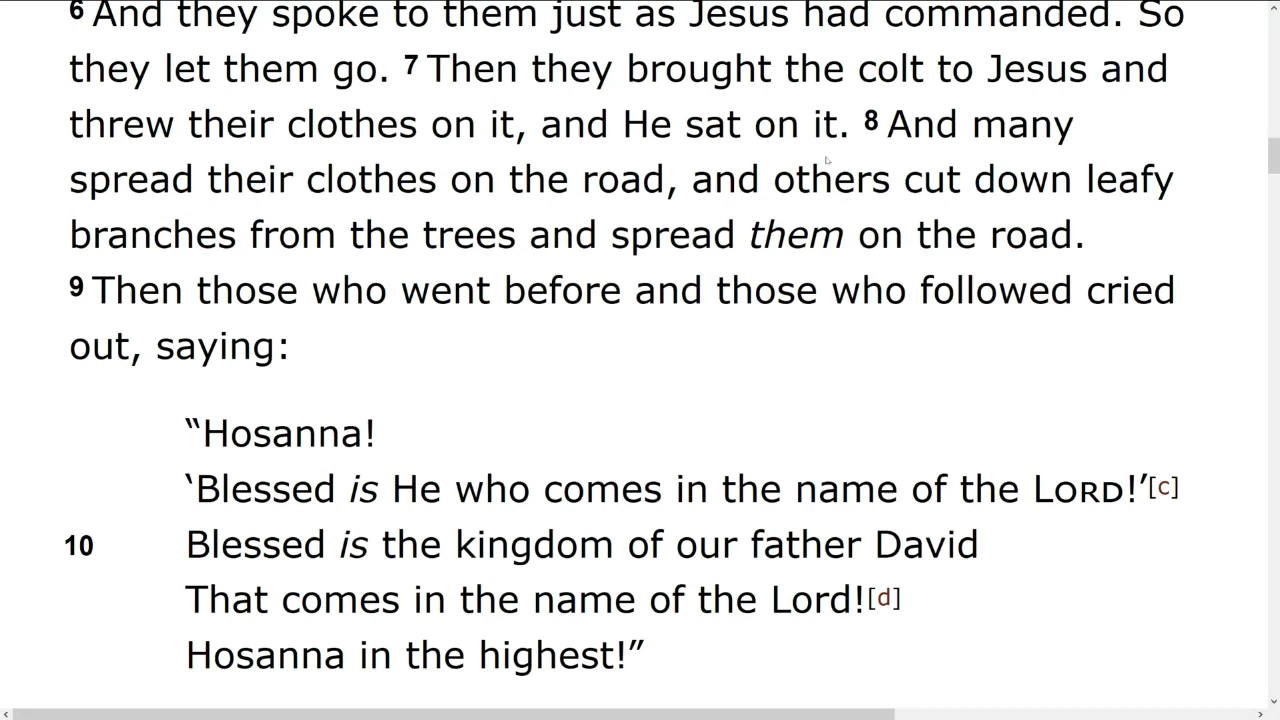 6 And they spoke to them just as Jesus had commanded. So
they let them go. 7 Then they brought the colt to Jesus and
threw their clothes on it, and He sat on it. 8 And many
spread their clothes on the road, and others cut down leafy
branches from the trees and spread them on the road.
9 Then those who went before and those who followed cried
out, saying:
“Hosanna!
‘Blessed is He who comes in the name of the LORD!’[c]
10 Blessed is the kingdom of our father David
That comes in the name of the Lord![d]
Hosanna in the highest!”